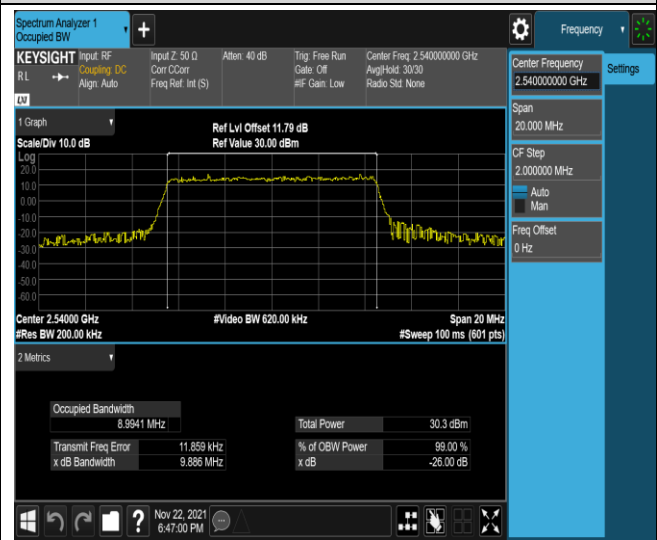 Spectrum Analyzer 1
Occupied BW
Frequency
KEYSIGHT
RL
LXI
Input: RF
Coupling: DC
Align: Auto
Input Z: 50 Ω
Corr CCorr
Freq Ref: Int (S)
Atten: 40 dB
Trig: Free Run
Gate: Off
#IF Gain: Low
Center Freq: 2.540000000 GHz
Avg|Hold: 30/30
Radio Std: None
Center Frequency
2.540000000 GHz
Settings
Span
20.000 MHz
CF Step
2.000000 MHz
Auto
Man
Freq Offset
0 Hz
1 Graph
Scale/Div 10.0 dB
Ref Lvl Offset 11.79 dB
Ref Value 30.00 dBm
Log
20.0
10.0
0.00
-10.0
-20.0
-30.0
-40.0
-50.0
-60.0
Center 2.54000 GHz
#Video BW 620.00 kHz
Span 20 MHz
#Res BW 200.00 kHz
#Sweep 100 ms (601 pts)
2 Metrics
Occupied Bandwidth
8.9941 MHz
Total Power 30.3 dBm
Transmit Freq Error 11.859 kHz
% of OBW Power 99.00 %
x dB Bandwidth 9.886 MHz
x dB -26.00 dB
?
Nov 22, 2021
6:47:00 PM